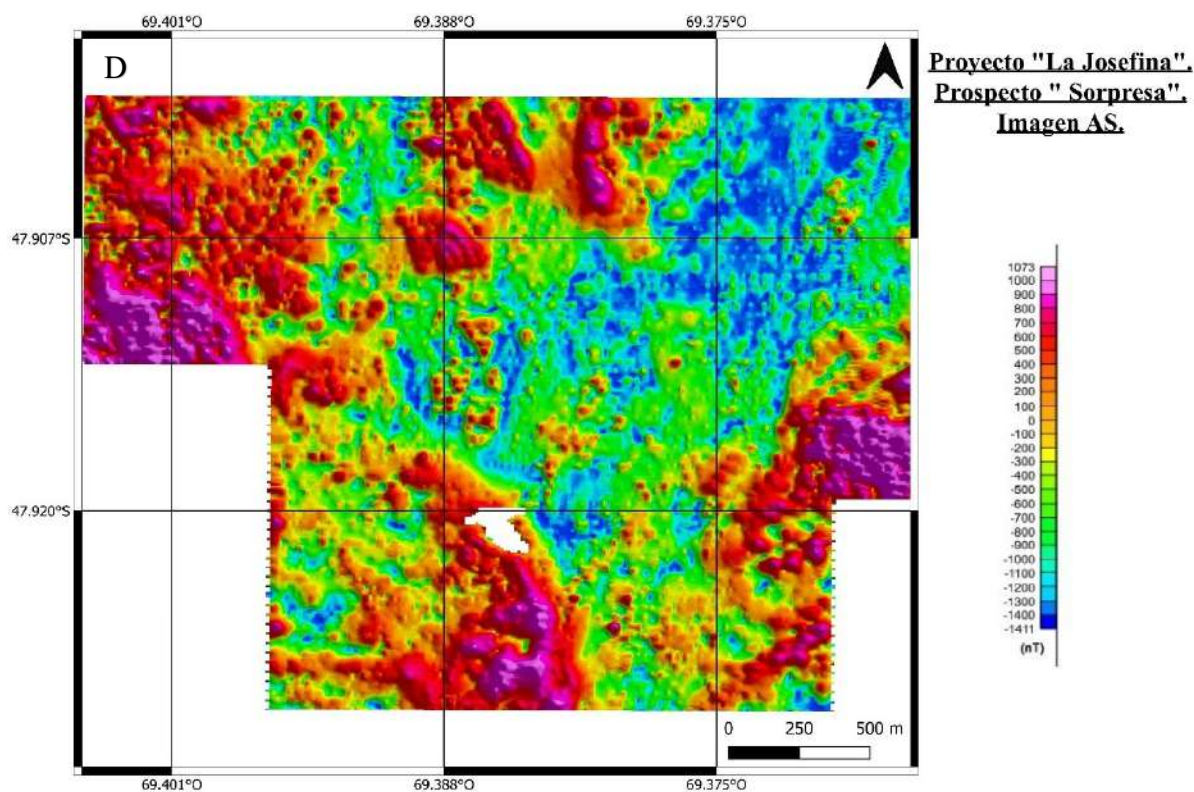 69.401°O 69.388°O 69.375°O
D
Proyecto "La Josefina".
Prospecto " Sorpresa".
Imagen AS.
47.907°S
47.920°S
1073
1000
900
800
700
600
500
400
300
200
100
0
-100
-200
-300
-400
-500
-600
-700
-800
-900
-1000
-1100
-1200
-1300
-1400
-1411
(nT)
0 250 500 m
69.401°O 69.388°O 69.375°O